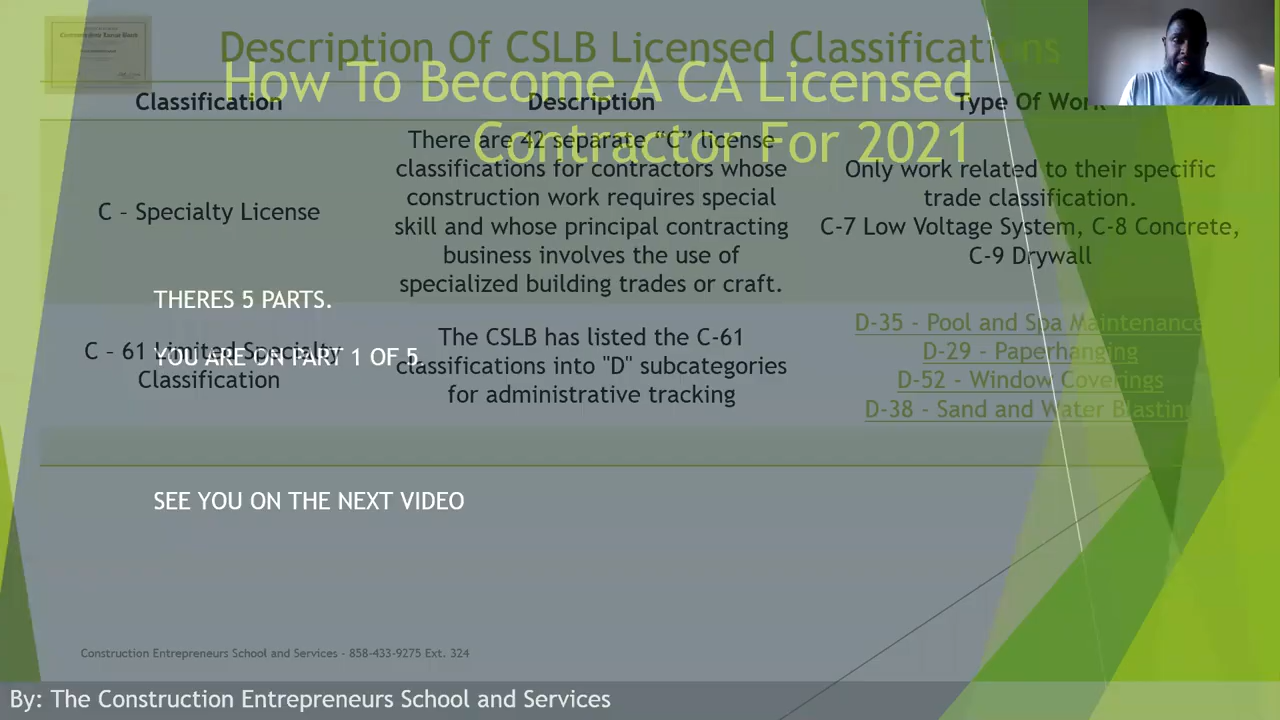 Description Of CSLB Licensed Classifications
How To Become A CA Licensed
Contractor For 2021
Classification
Description
Type Of Work
C – Specialty License
There are 42 separate “C” license
classifications for contractors whose
construction work requires special
skill and whose principal contracting
business involves the use of
specialized building trades or craft.
Only work related to their specific
trade classification.
C-7 Low Voltage System, C-8 Concrete,
C-9 Drywall
THERES 5 PARTS.
YOU ARE ON PART 1 OF 5.
C – 61 Limited Specialty
Classification
The CSLB has listed the C-61
classifications into "D" subcategories
for administrative tracking
D-35 - Pool and Spa Maintenance
D-29 - Paperhanging
D-52 - Window Coverings
D-38 - Sand and Water Blasting
SEE YOU ON THE NEXT VIDEO
Construction Entrepreneurs School and Services - 858-433-9275 Ext. 324
By: The Construction Entrepreneurs School and Services